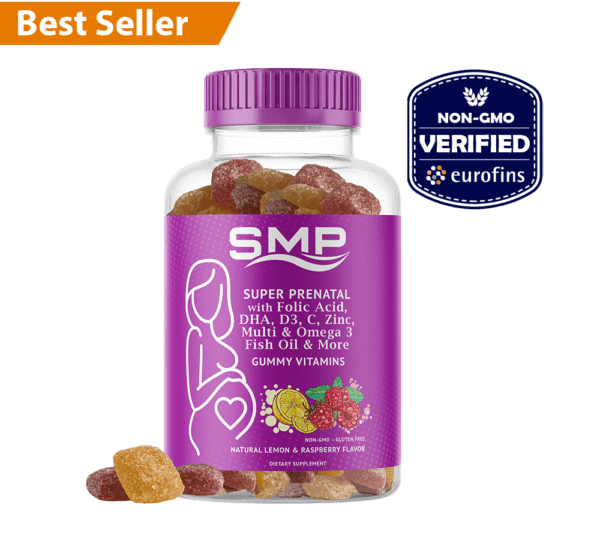 Best Seller
NON-GMO
VERIFIED
eurofins
SMP
SUPER PRENATAL
with Folic Acid,
DHA, D3, C, Zinc,
Multi & Omega 3
Fish Oil & More
GUMMY VITAMINS
NON-GMO – GLUTEN FREE
NATURAL LEMON & RASPBERRY FLAVOR
DIETARY SUPPLEMENT